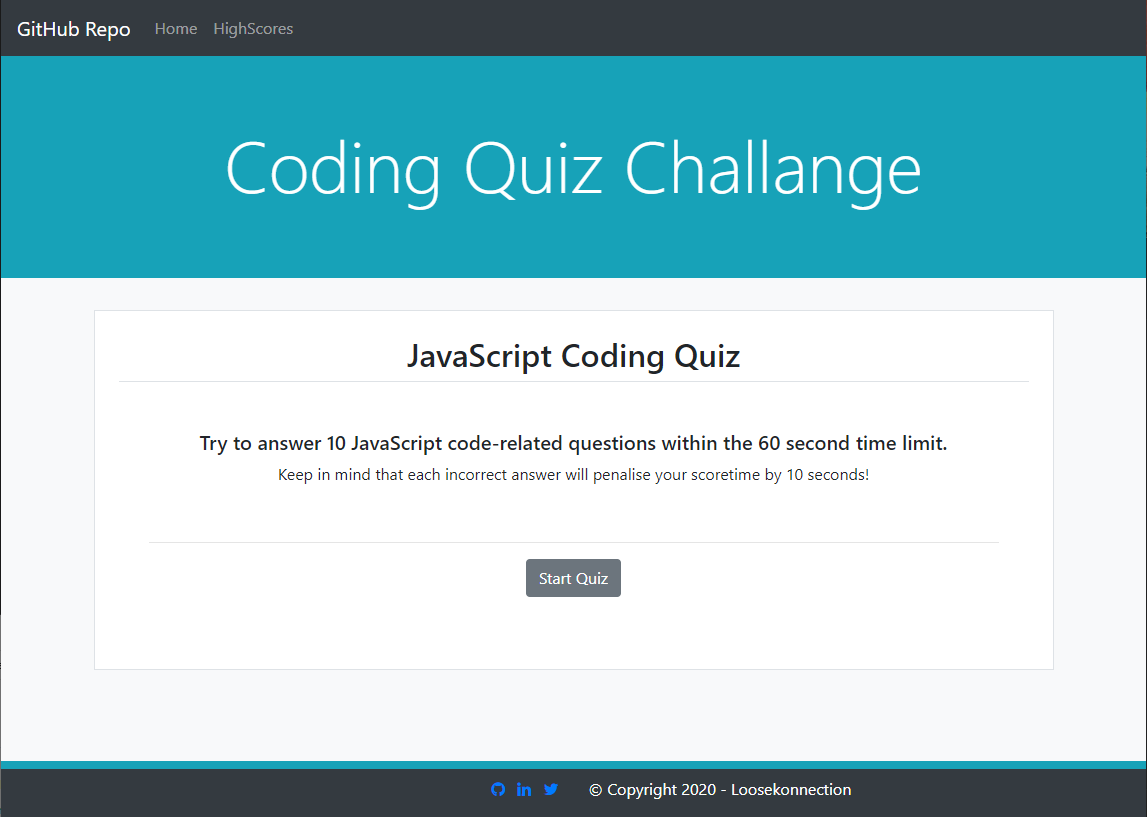 GitHub Repo Home HighScores
Coding Quiz Challange
JavaScript Coding Quiz
Try to answer 10 JavaScript code-related questions within the 60 second time limit.
Keep in mind that each incorrect answer will penalise your scoretime by 10 seconds!
Start Quiz
© Copyright 2020 - Loosekonnection